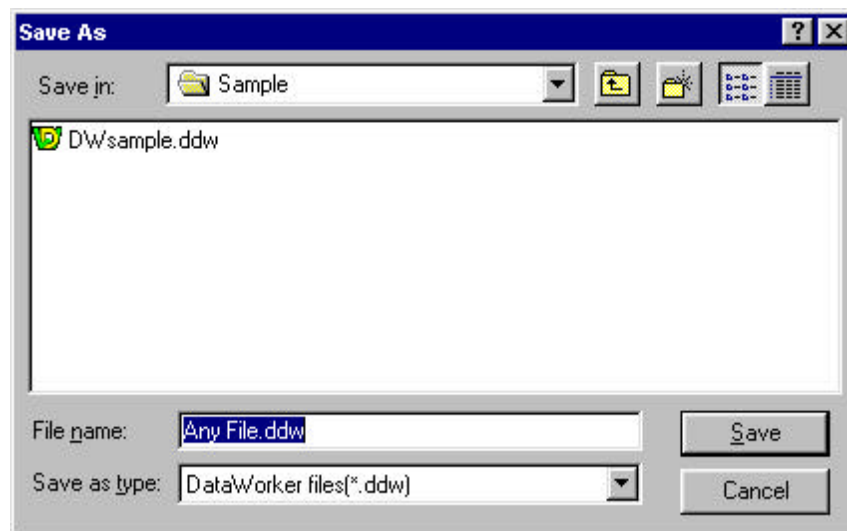 Save As
Save in: Sample
DWsample.ddw
File name: Any File.ddw
Save
Save as type: DataWorker files(*.ddw)
Cancel